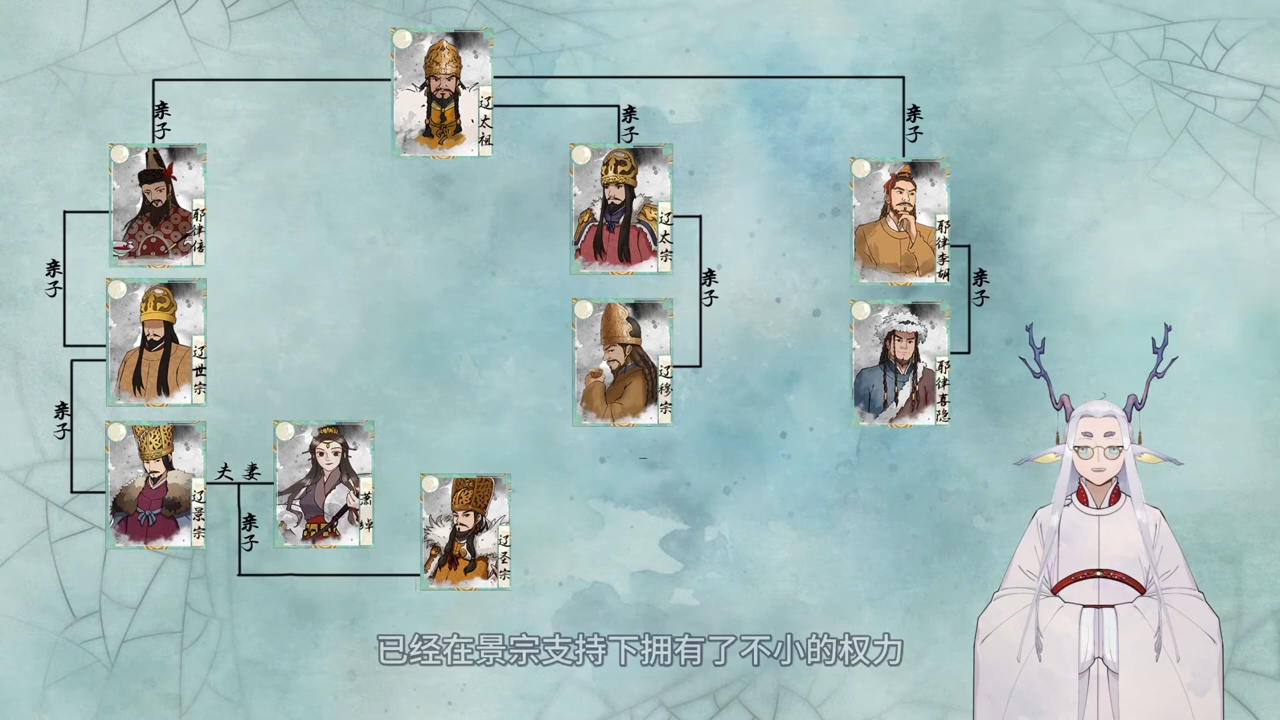 辽太祖
亲子
亲子
亲子
耶律倍
辽太宗
耶律李胡
亲子
亲子
亲子
辽世宗
辽穆宗
耶律喜隐
亲子
辽景宗
夫妻
萧绰
亲子
辽圣宗
已经在景宗支持下拥有了不小的权力